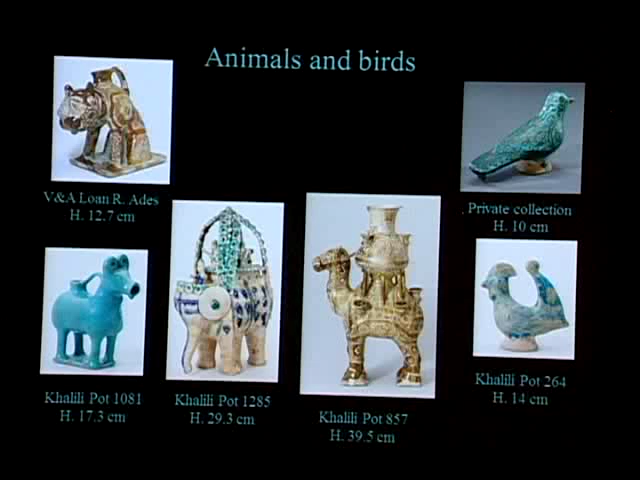 Animals and birds
V&A Loan R. Ades
H. 12.7 cm
Private collection
H. 10 cm
Khalili Pot 1081
H. 17.3 cm
Khalili Pot 1285
H. 29.3 cm
Khalili Pot 857
H. 39.5 cm
Khalili Pot 264
H. 14 cm